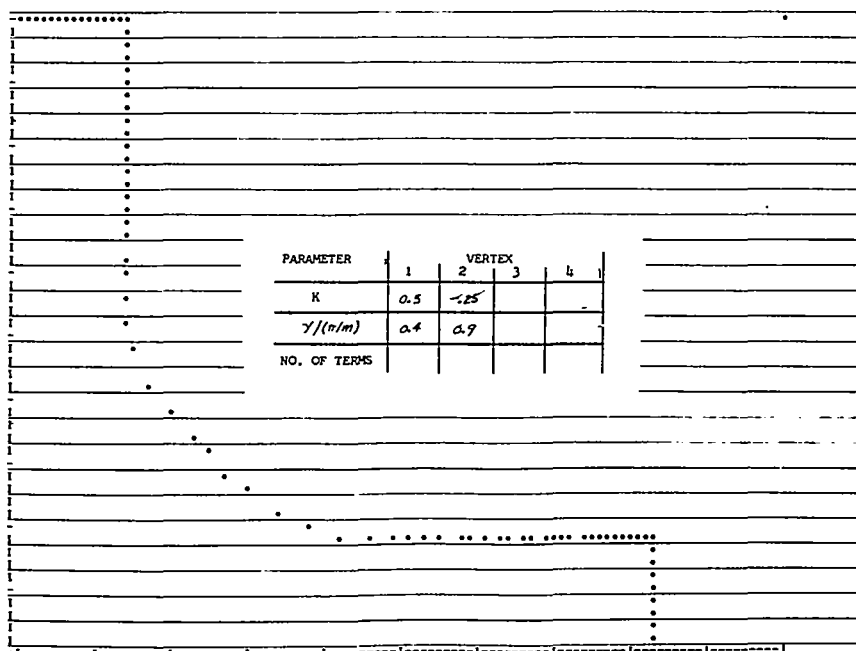 PARAMETER VERTEX
1 2 3 4
K 0.5 -.25
γ/(π/m) 0.4 0.9
NO. OF TERMS